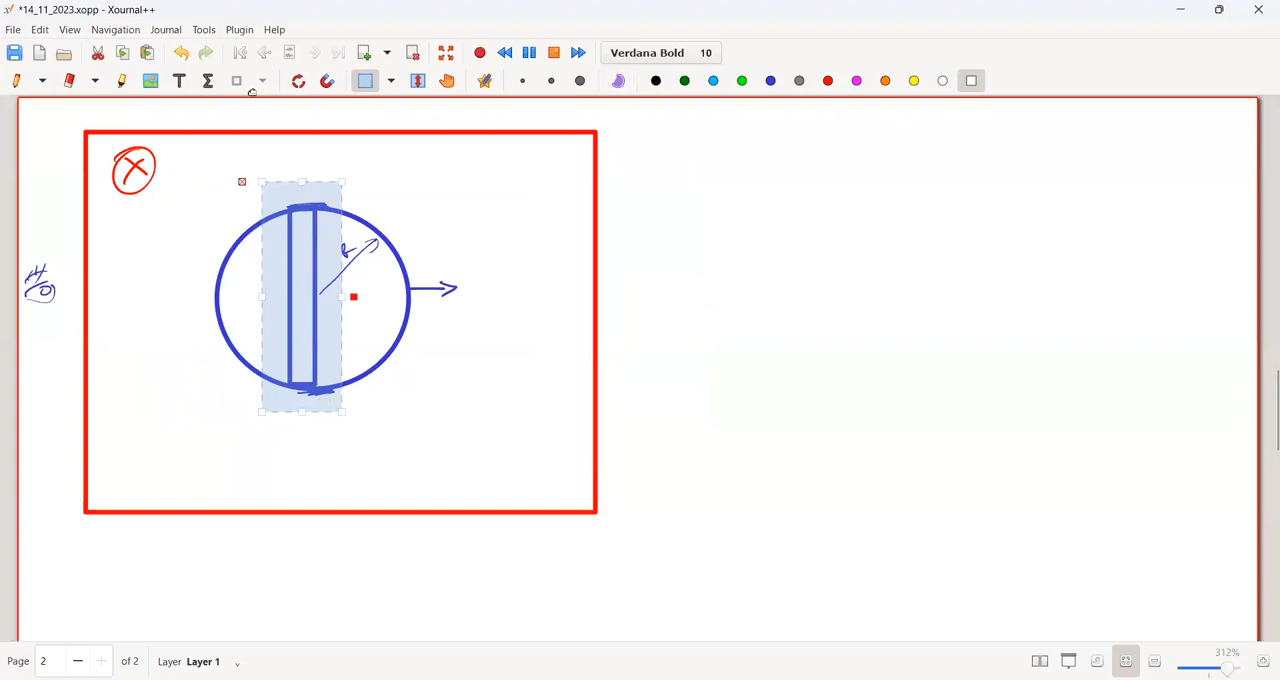 *14_11_2023.xopp - Xournal++
File Edit View Navigation Journal Tools Plugin Help
Verdana Bold 10
X
r
Page 2 of 2 Layer Layer 1
312%